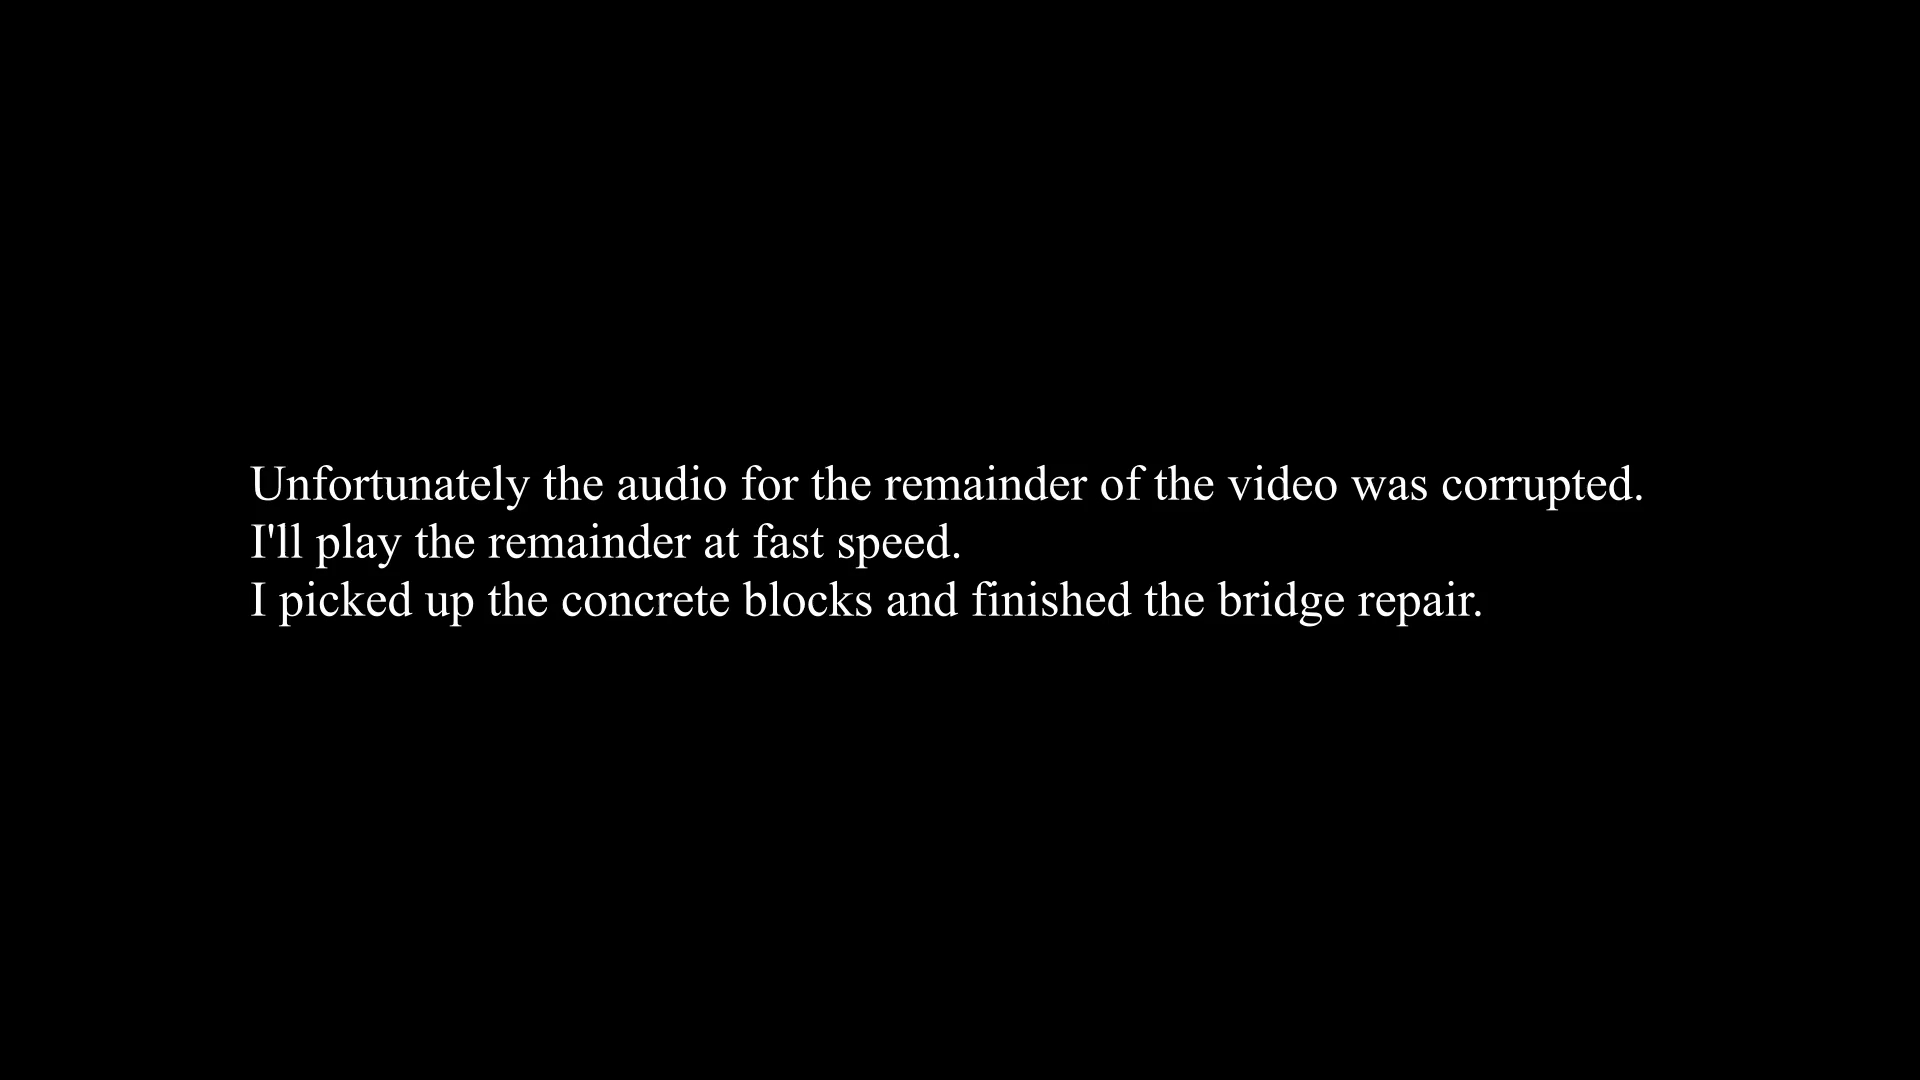 Unfortunately the audio for the remainder of the video was corrupted.
I'll play the remainder at fast speed.
I picked up the concrete blocks and finished the bridge repair.